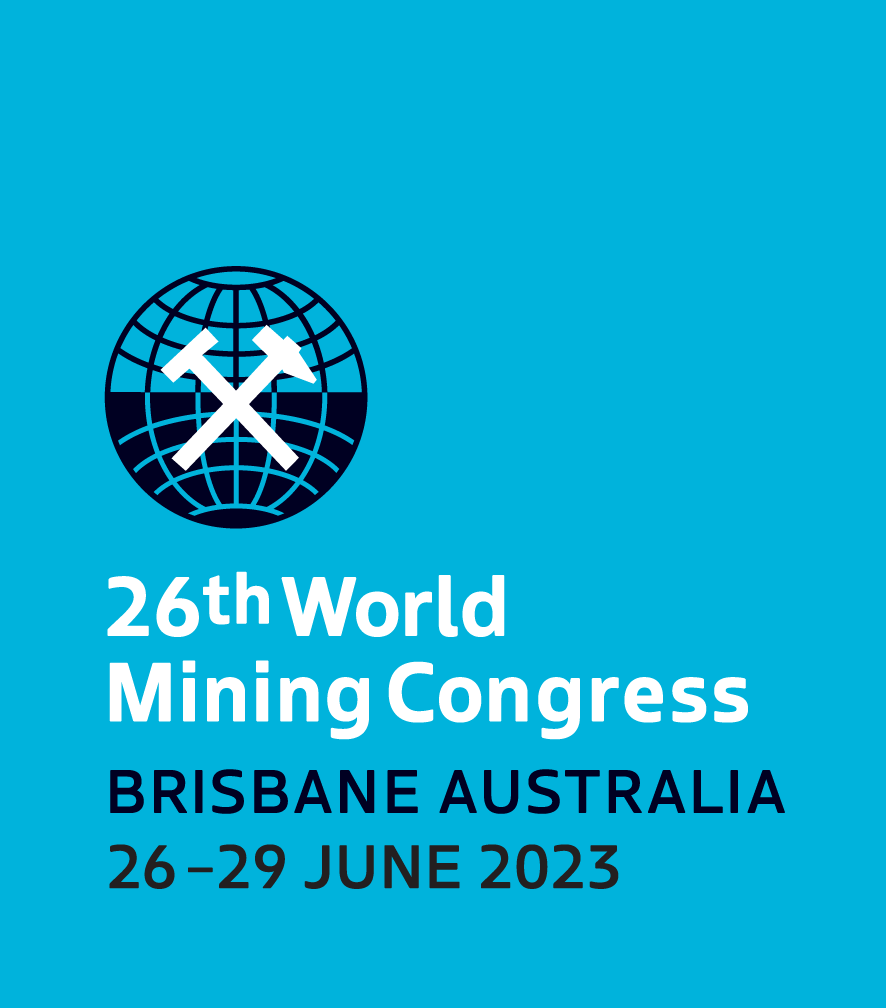 26th World
Mining Congress
BRISBANE AUSTRALIA
26–29 JUNE 2023